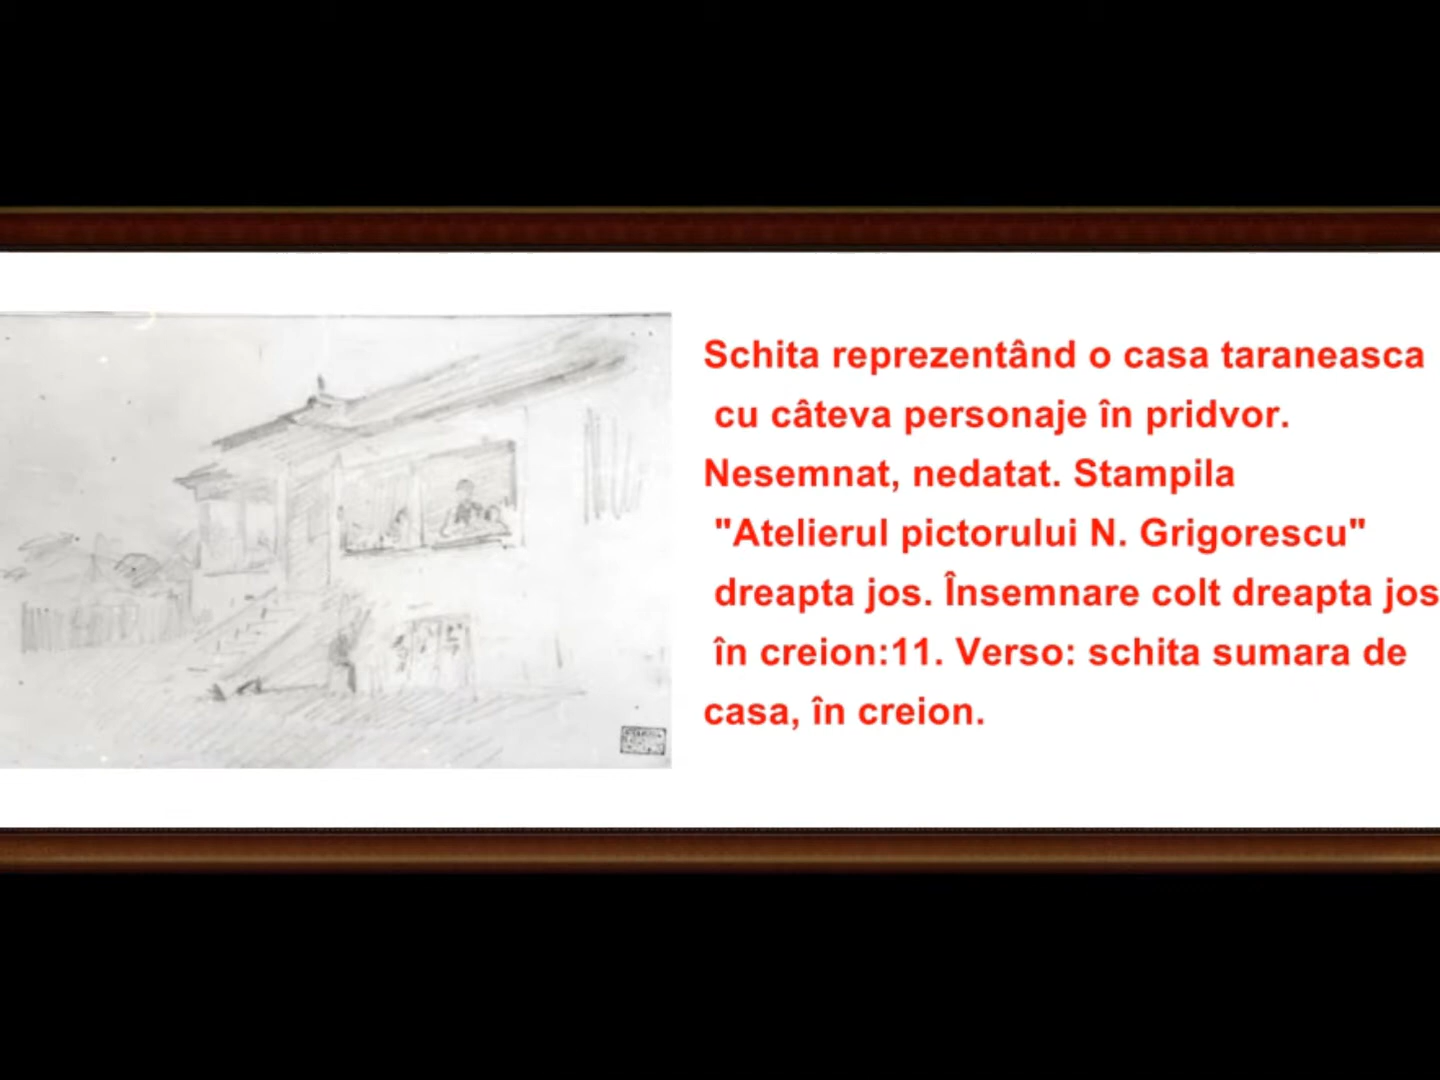 Schita reprezentând o casa taraneasca
cu câteva personaje în pridvor.
Nesemnat, nedatat. Stampila
"Atelierul pictorului N. Grigorescu"
dreapta jos. Însemnare colt dreapta jos
în creion:11. Verso: schita sumara de
casa, în creion.